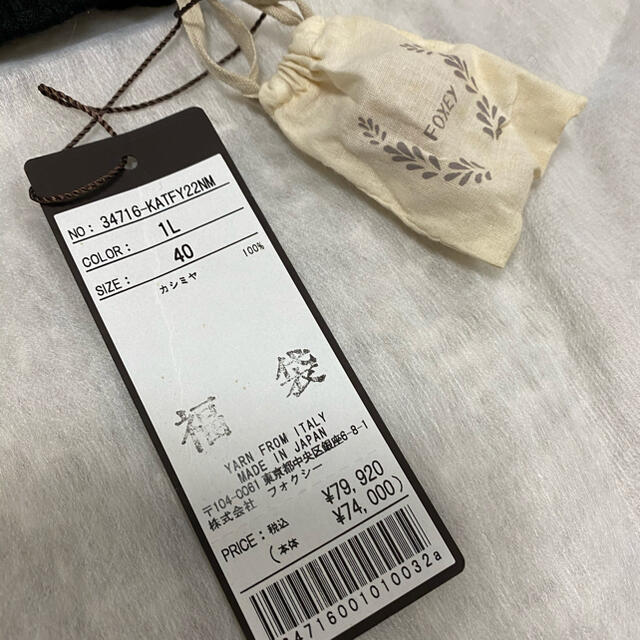 FOXEY
NO: 34716-KATFY22NM
COLOR: 1L
SIZE: 40
カシミヤ 100%
福 袋
YARN FROM ITALY
MADE IN JAPAN
〒104-0061 東京都中央区銀座6-8-1
株式会社 フォクシー
PRICE: 税込 ¥79,920
(本体 ¥74,000)
34716001010032a